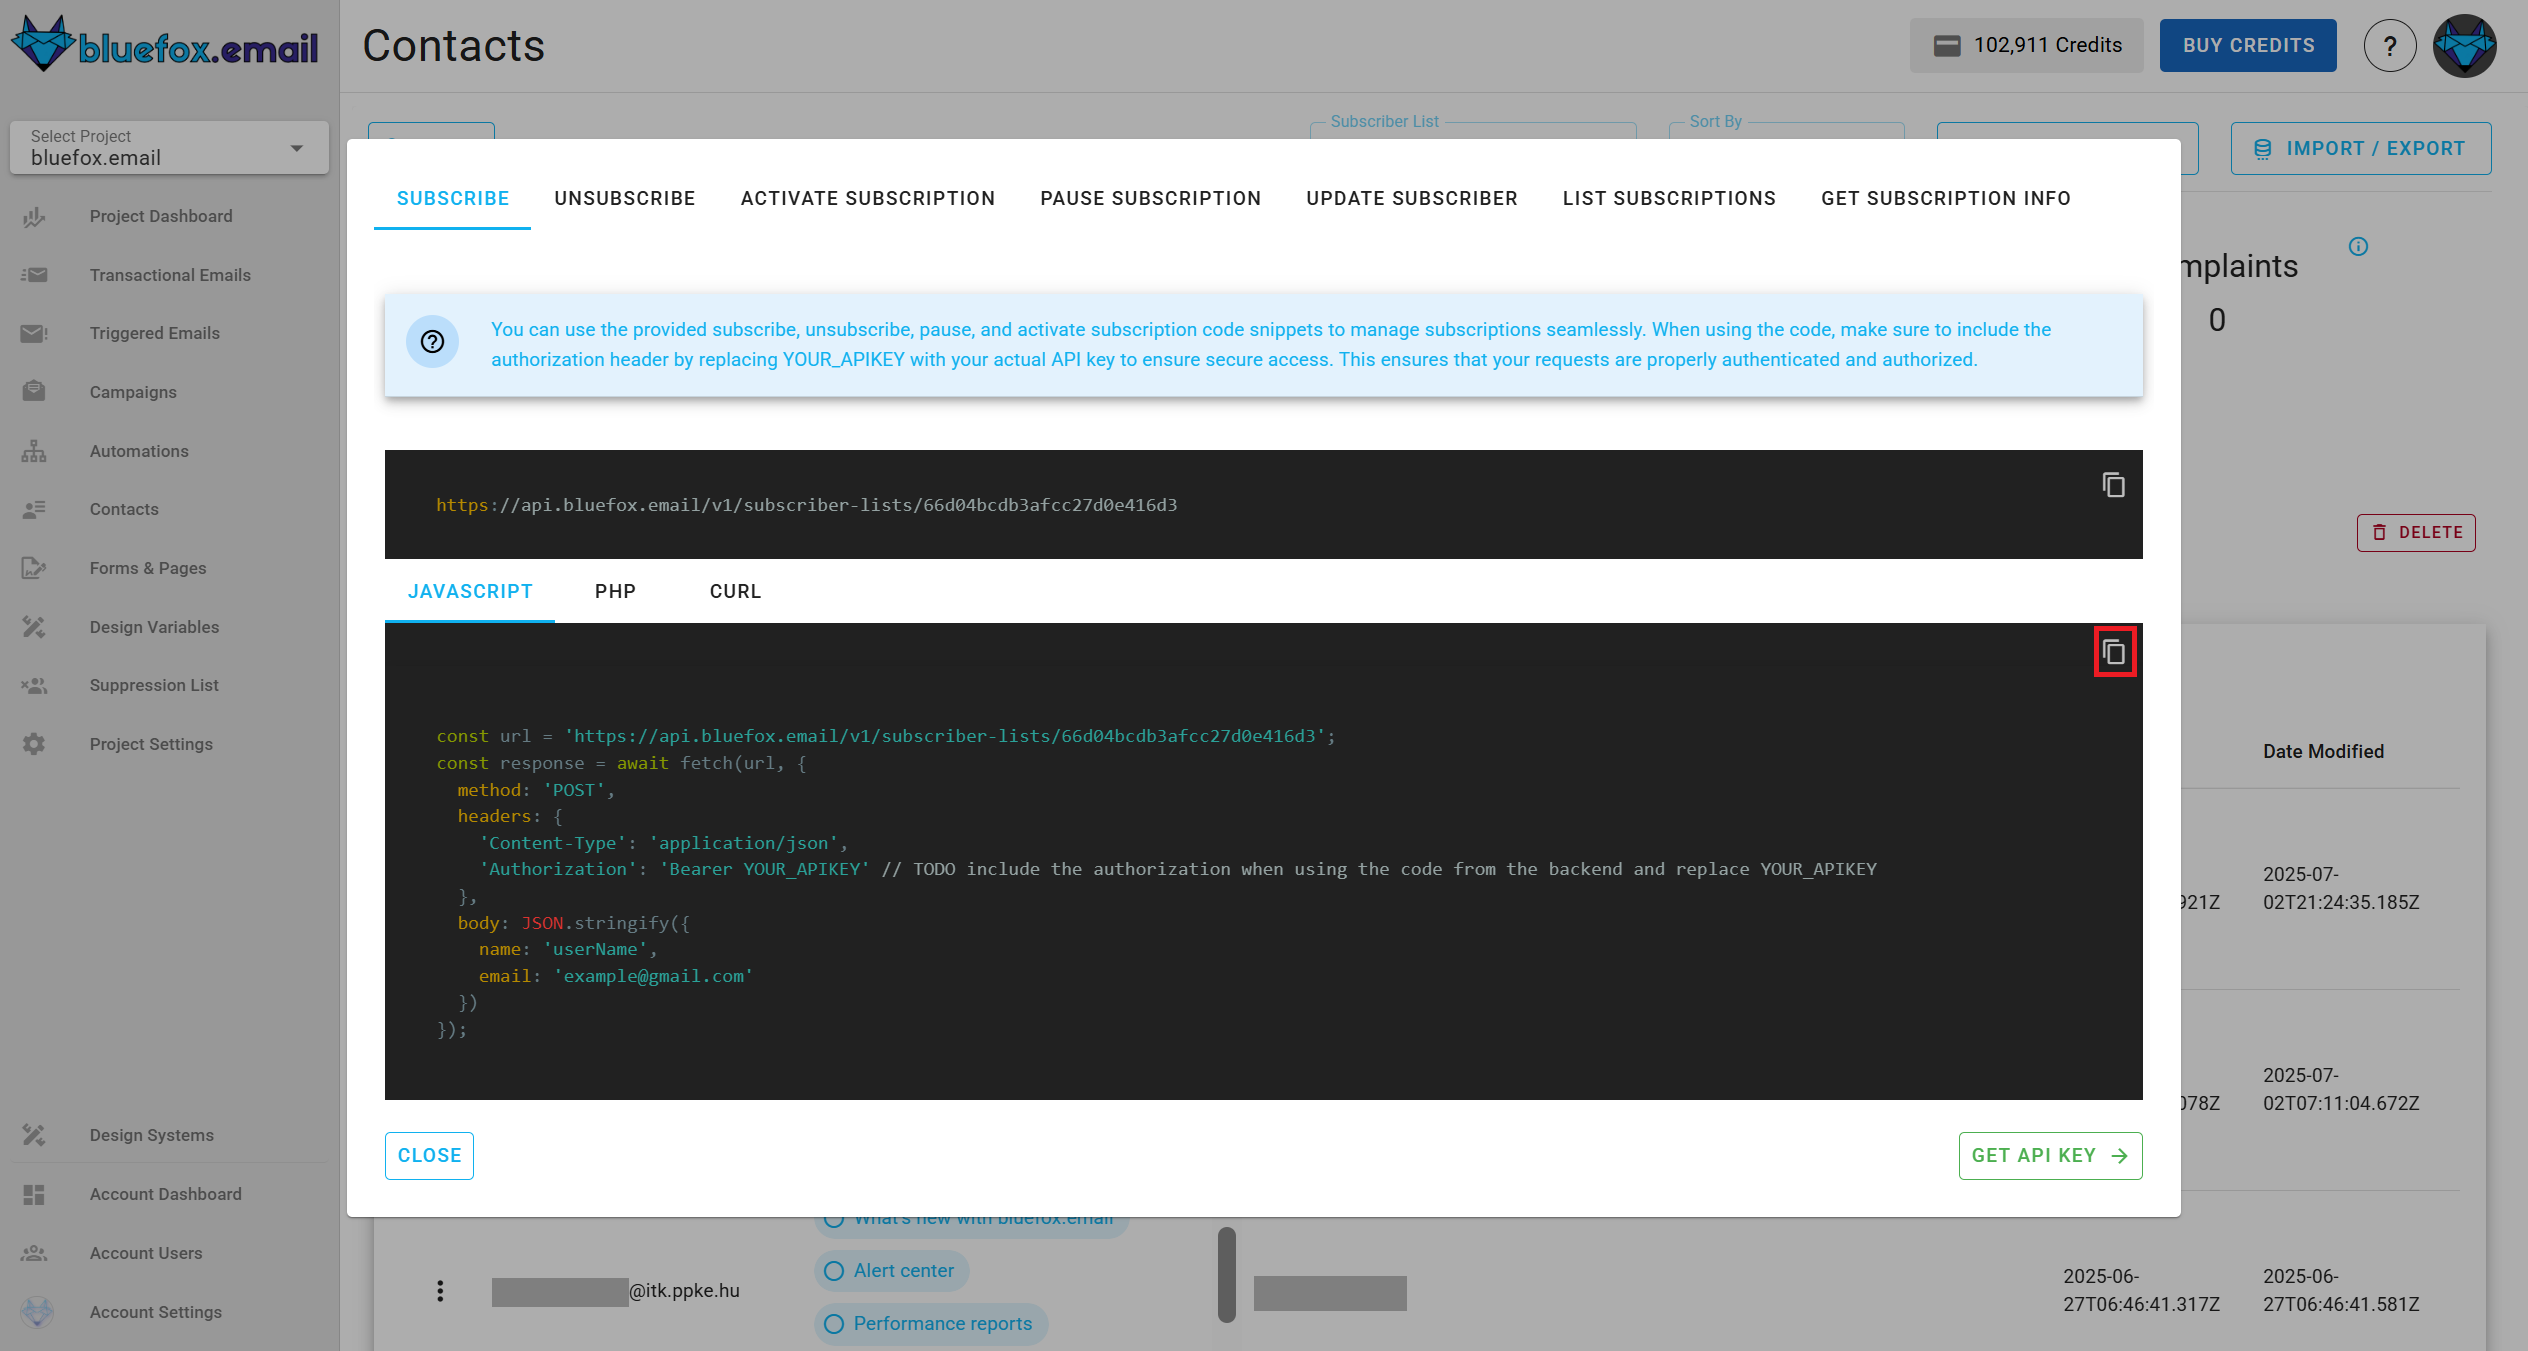 bluefox.email
Contacts
102,911 Credits
BUY CREDITS
?
Select Project
bluefox.email
Project Dashboard
Transactional Emails
Triggered Emails
Campaigns
Automations
Contacts
Forms & Pages
Design Variables
Suppression List
Project Settings
Design Systems
Account Dashboard
Account Users
Account Settings
Subscriber List
Sort By
IMPORT / EXPORT
SUBSCRIBE
UNSUBSCRIBE
ACTIVATE SUBSCRIPTION
PAUSE SUBSCRIPTION
UPDATE SUBSCRIBER
LIST SUBSCRIPTIONS
GET SUBSCRIPTION INFO
mplaints
0
You can use the provided subscribe, unsubscribe, pause, and activate subscription code snippets to manage subscriptions seamlessly. When using the code, make sure to include the
authorization header by replacing YOUR_APIKEY with your actual API key to ensure secure access. This ensures that your requests are properly authenticated and authorized.
https://api.bluefox.email/v1/subscriber-lists/66d04bcdb3afcc27d0e416d3
DELETE
JAVASCRIPT
PHP
CURL
const url = 'https://api.bluefox.email/v1/subscriber-lists/66d04bcdb3afcc27d0e416d3';
const response = await fetch(url, {
method: 'POST',
headers: {
'Content-Type': 'application/json',
'Authorization': 'Bearer YOUR_APIKEY' // TODO include the authorization when using the code from the backend and replace YOUR_APIKEY
},
body: JSON.stringify({
name: 'userName',
email: 'example@gmail.com'
})
});
CLOSE
GET API KEY
Date Modified
921Z
2025-07-
02T21:24:35.185Z
078Z
2025-07-
02T07:11:04.672Z
What's new with bluefox.email
@itk.ppke.hu
Alert center
Performance reports
2025-06-
27T06:46:41.317Z
2025-06-
27T06:46:41.581Z